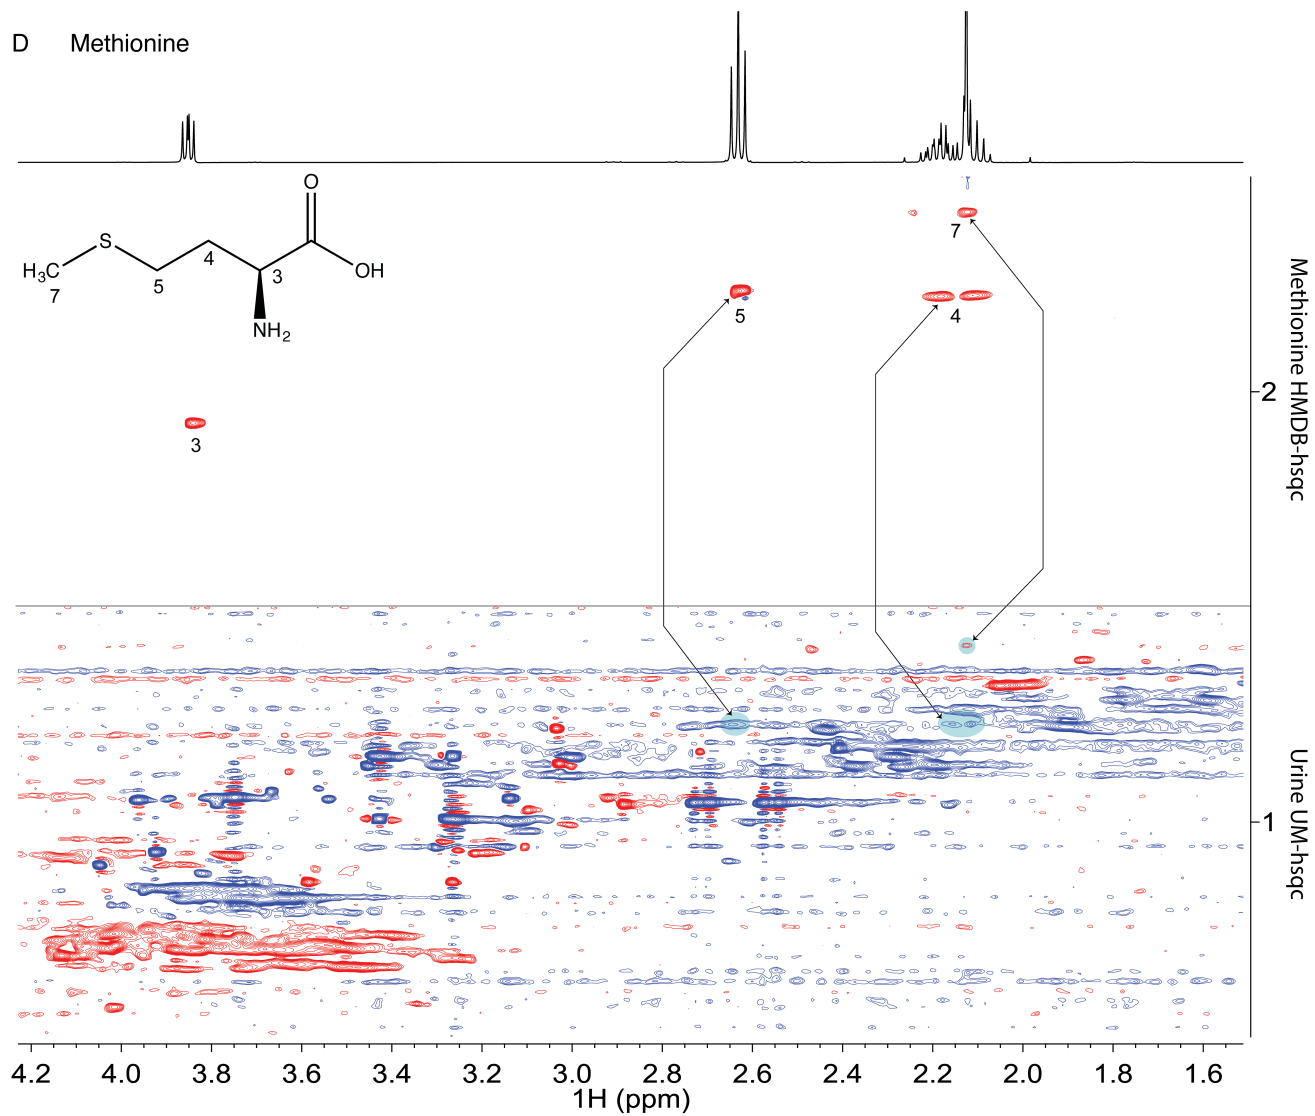 D Methionine
O
S
H3C
7
4
5
3
OH
NH2
7
5
4
3
2
Methionine HMDB-hsqc
1
Urine UM-hsqc
4.2 4.0 3.8 3.6 3.4 3.2 3.0 2.8 2.6 2.4 2.2 2.0 1.8 1.6
1H (ppm)